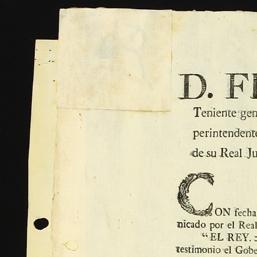 D. F
Teniente gen
perintendente
de su Real Ju
CON fecha
nicado por el Real
“EL REY.
testimonio el Gobe